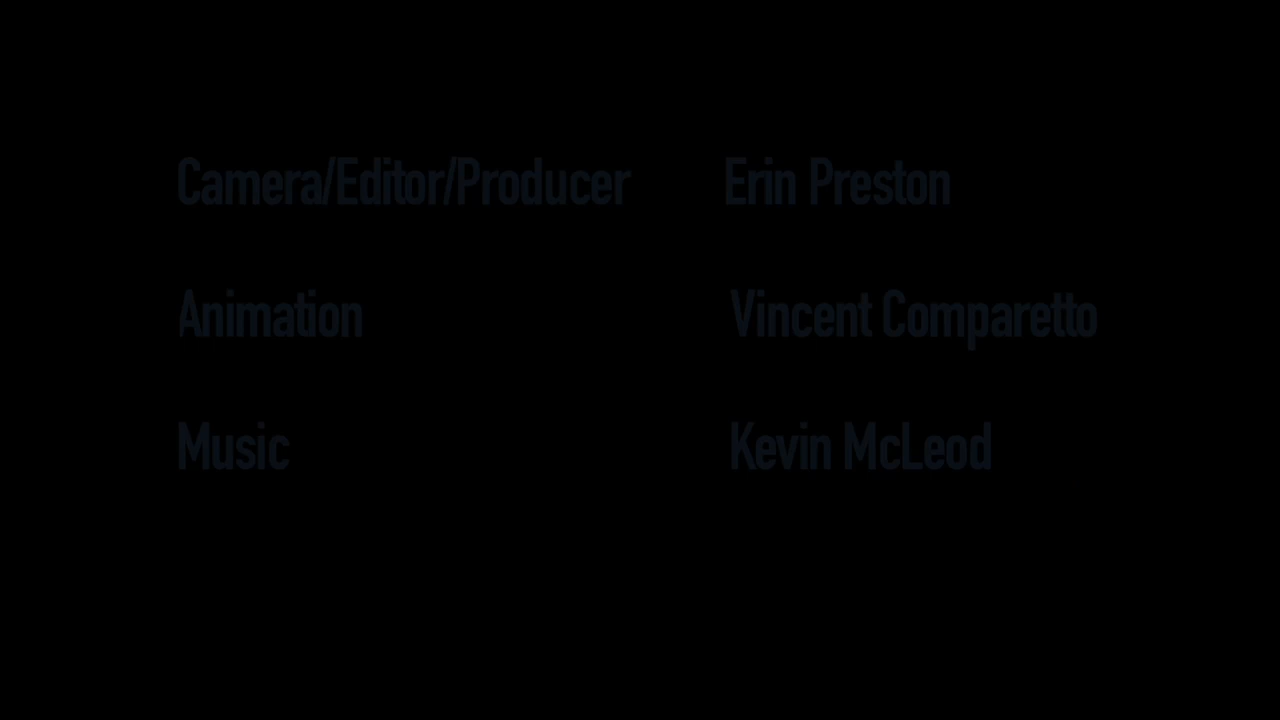 Camera/Editor/Producer Erin Preston
Animation Vincent Comparetto
Music Kevin McLeod